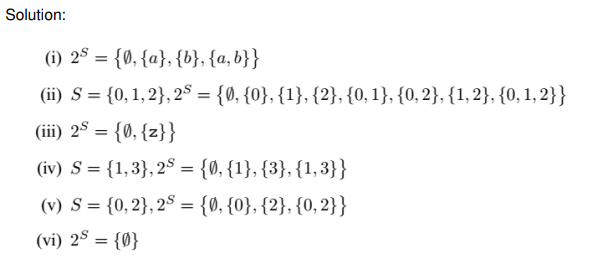 Solution:
(i) 2^S = {∅, {a}, {b}, {a, b}}
(ii) S = {0, 1, 2}, 2^S = {∅, {0}, {1}, {2}, {0, 1}, {0, 2}, {1, 2}, {0, 1, 2}}
(iii) 2^S = {∅, {z}}
(iv) S = {1, 3}, 2^S = {∅, {1}, {3}, {1, 3}}
(v) S = {0, 2}, 2^S = {∅, {0}, {2}, {0, 2}}
(vi) 2^S = {∅}